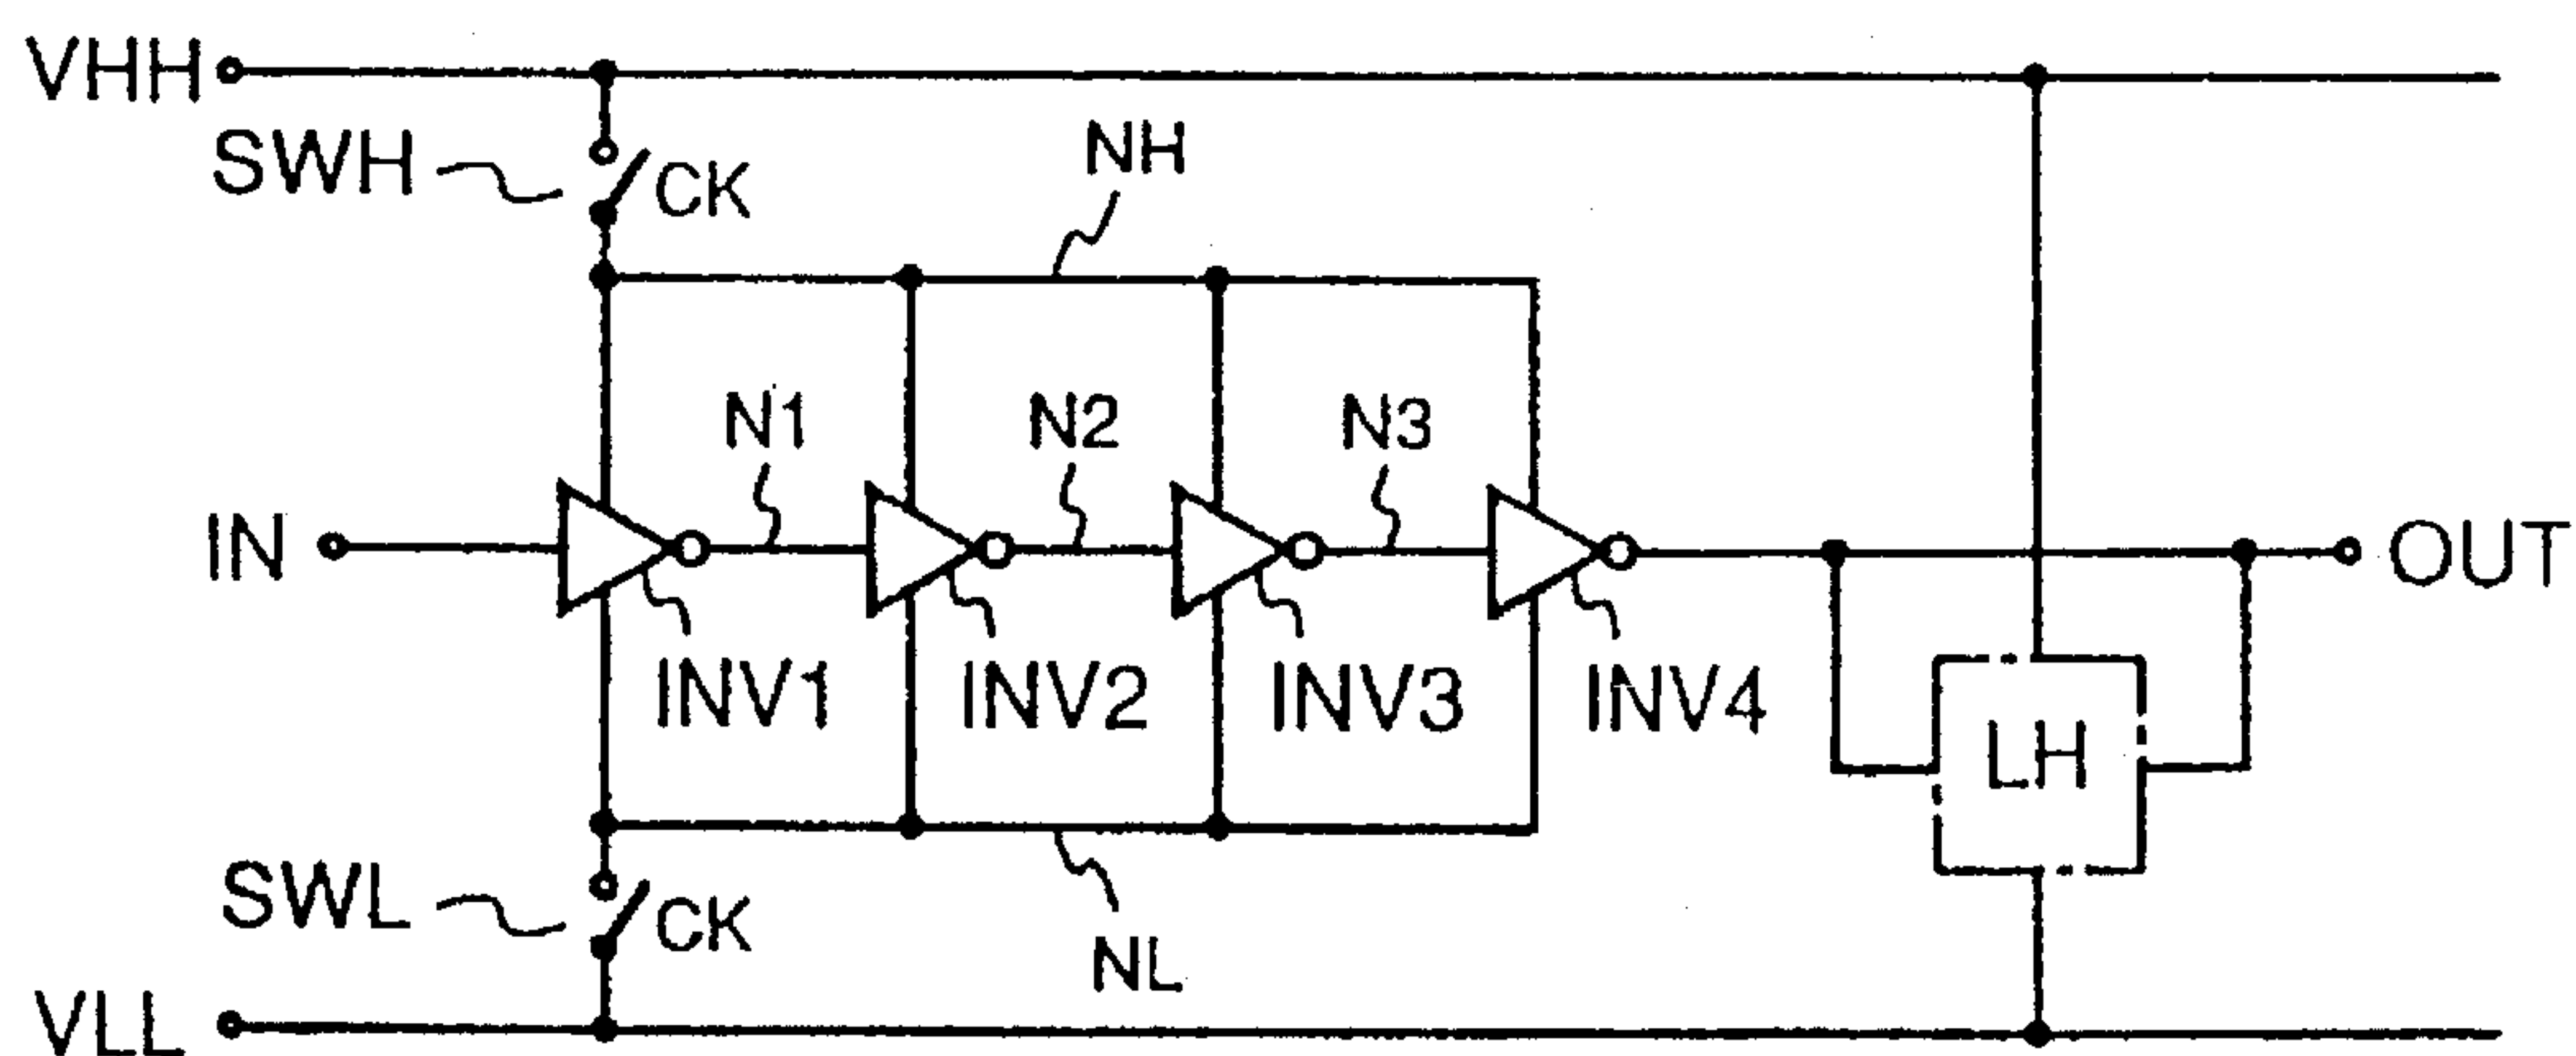 VHH
SWH
CK
NH
N1
N2
N3
IN
OUT
INV1
INV2
INV3
INV4
LH
SWL
CK
NL
VLL